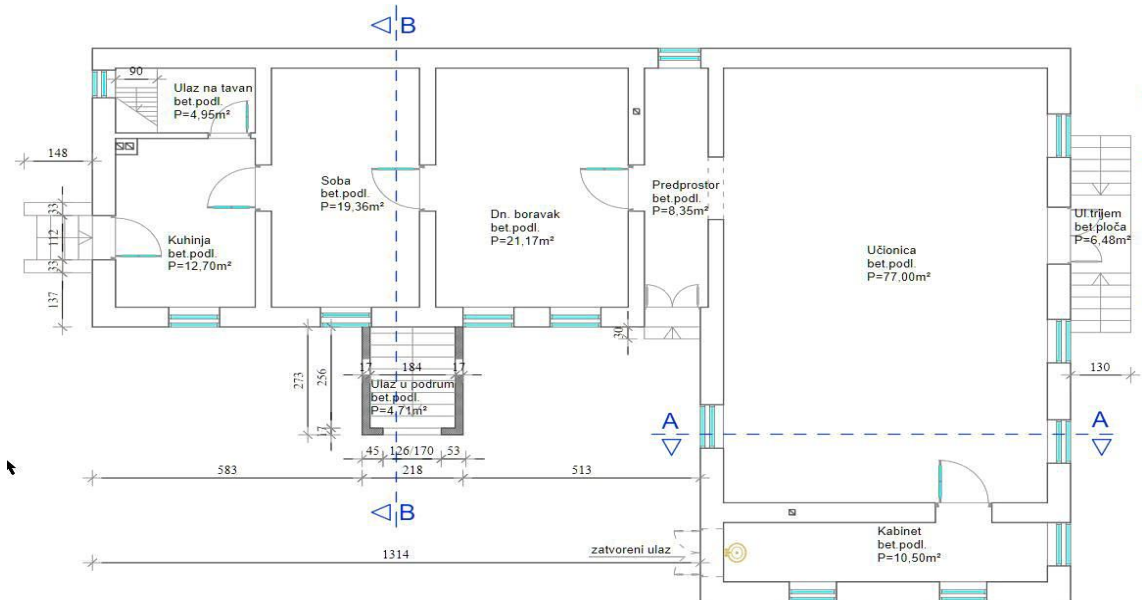 B
90
Ulaz na tavan
bet.podl.
P=4,95m²
148
33
112
33
137
Kuhinja
bet.podl.
P=12,70m²
Soba
bet.podl.
P=19,36m²
Dn. boravak
bet.podl.
P=21,17m²
Predprostor
bet.podl.
P=8,35m²
Učionica
bet.podl.
P=77,00m²
Ul.trijem
bet ploča
P=6,48m²
30
130
273
256
17
17
184
17
Ulaz u podrum
bet.podl.
P=4,71m²
45
126/170
53
A
A
583
218
513
B
1314
zatvoreni ulaz
Kabinet
bet.podl.
P=10,50m²